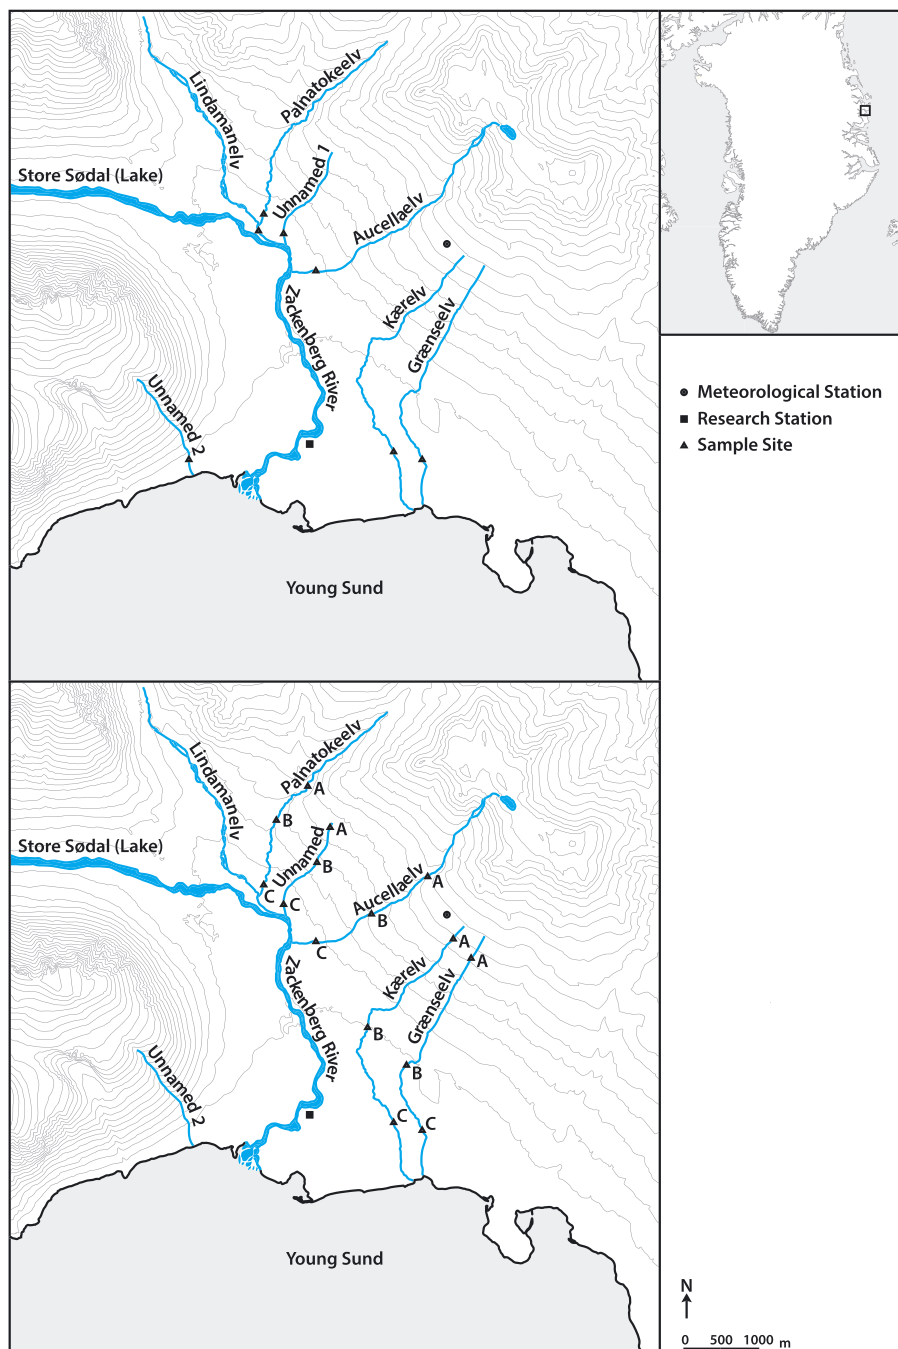 Lindamanelv
Palnatokeelv
Store Sødal (Lake)
Unnamed 1
Aucellaelv
Zackenberg River
Kærelv
Grænseelv
Unnamed 2
Young Sund
Meteorological Station
Research Station
Sample Site
Lindamanelv
Palnatokeelv
A
B
Store Sødal (Lake)
Unnamed
A
B
C
C
Aucellaelv
A
B
C
Zackenberg River
Kærelv
A
B
C
Grænseelv
A
B
C
Unnamed 2
Young Sund
N
0 500 1000 m